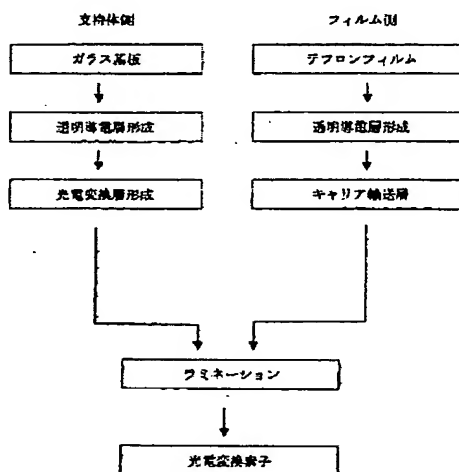 支持体側
フィルム側
ガラス基板
テフロンフィルム
透明導電層形成
透明導電層形成
光電変換層形成
キャリア輸送層
ラミネーション
光電変換素子